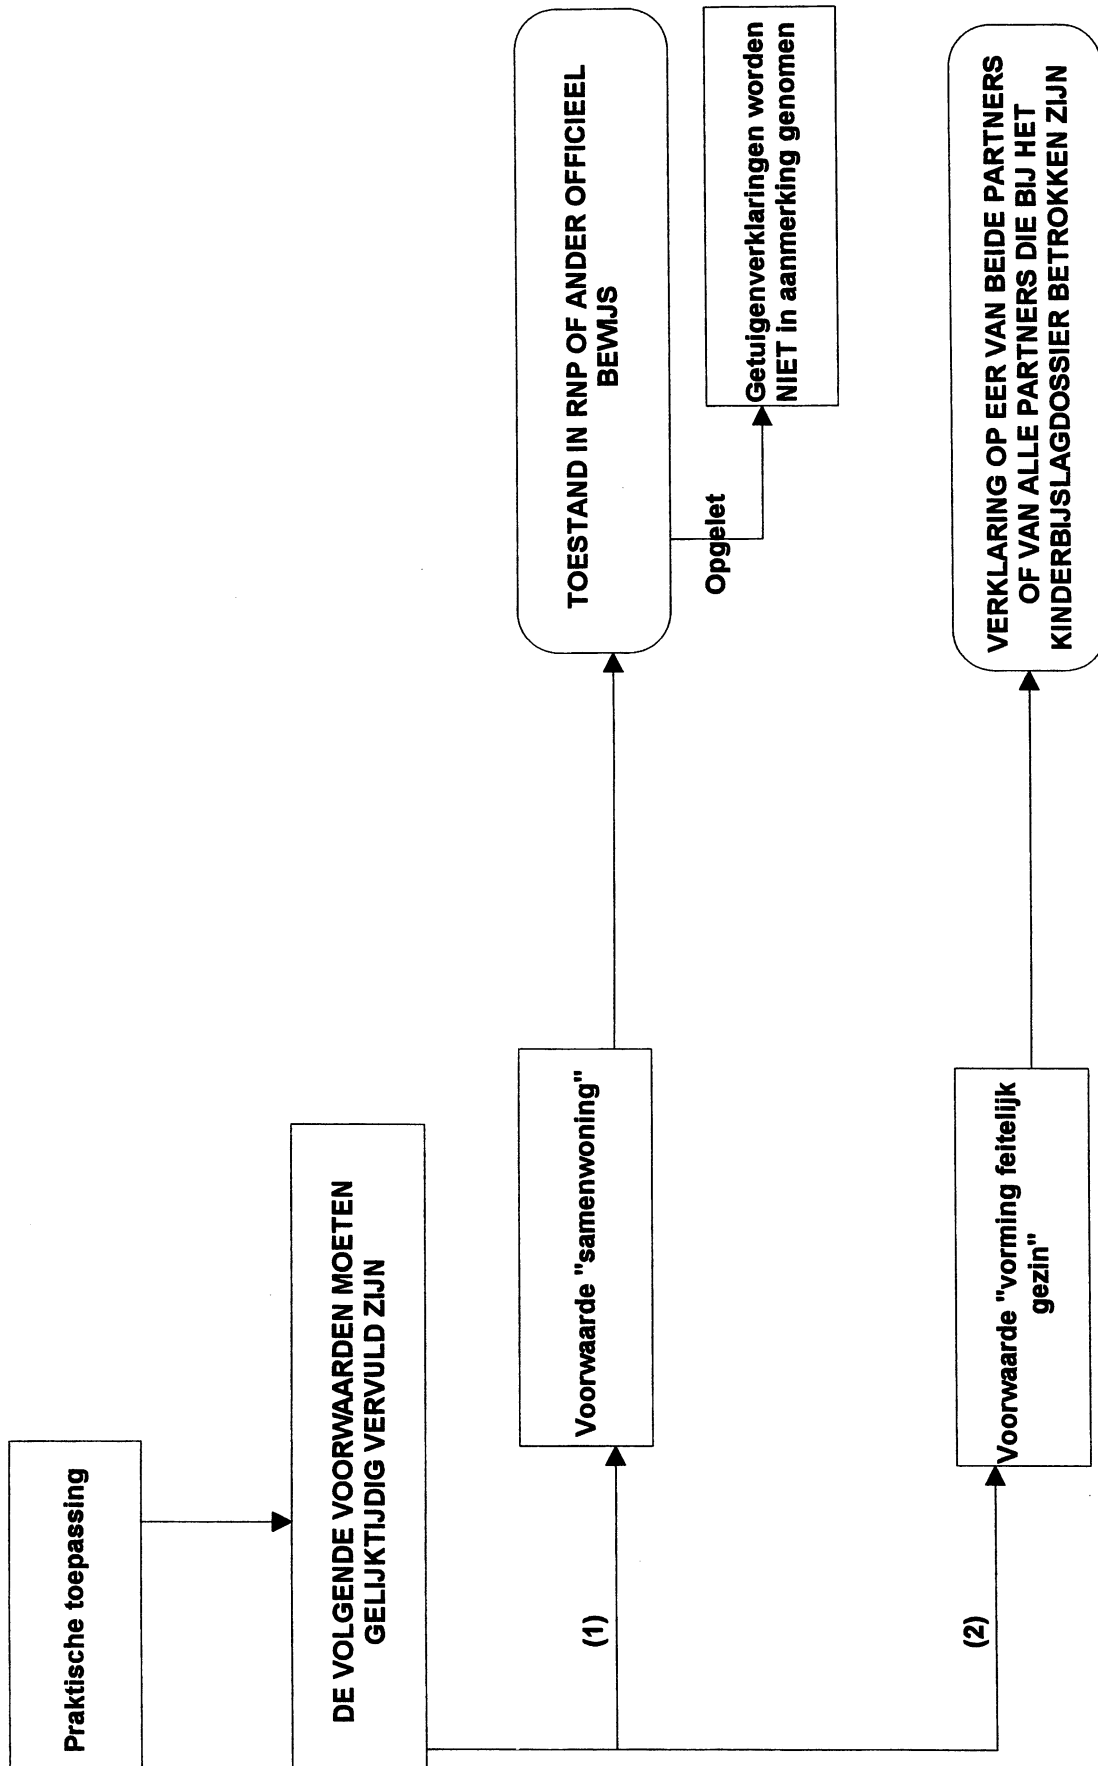 Praktische toepassing
DE VOLGENDE VOORWAARDEN MOETEN
GELIJKTIJDIG VERVULD ZIJN
(1)
Voorwaarde "samenwoning"
TOESTAND IN RNP OF ANDER OFFICIEEL
BEWIJS
Opgelet
Getuigenverklaringen worden
NIET in aanmerking genomen
(2)
Voorwaarde "vorming feitelijk
gezin"
VERKLARING OP EER VAN BEIDE PARTNERS
OF VAN ALLE PARTNERS DIE BIJ HET
KINDERBIJSLAGDOSSIER BETROKKEN ZIJN